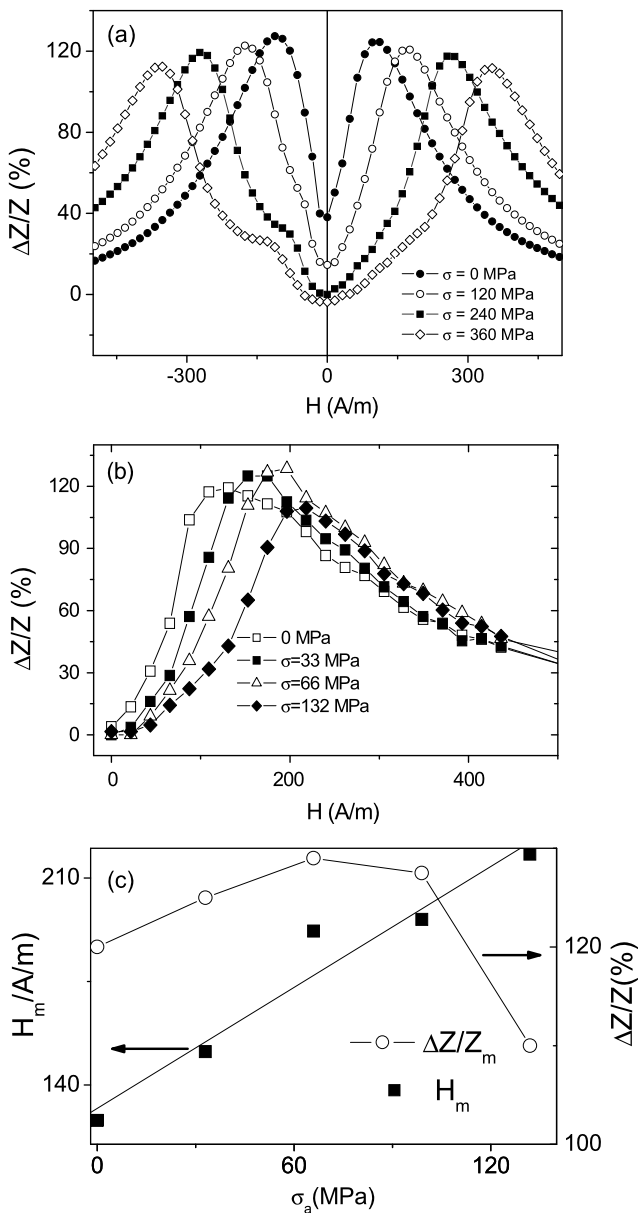 (a)
120
80
40
0
ΔZ/Z (%)
σ = 0 MPa
σ = 120 MPa
σ = 240 MPa
σ = 360 MPa
-300 0 300
H (A/m)
(b)
120
90
60
30
0
ΔZ/Z (%)
0 MPa
σ=33 MPa
σ=66 MPa
σ=132 MPa
0 200 400
H (A/m)
(c)
210
140
Hm/A/m)
120
100
ΔZ/Z(%)
ΔZ/Zm
Hm
0 60 120
σa(MPa)